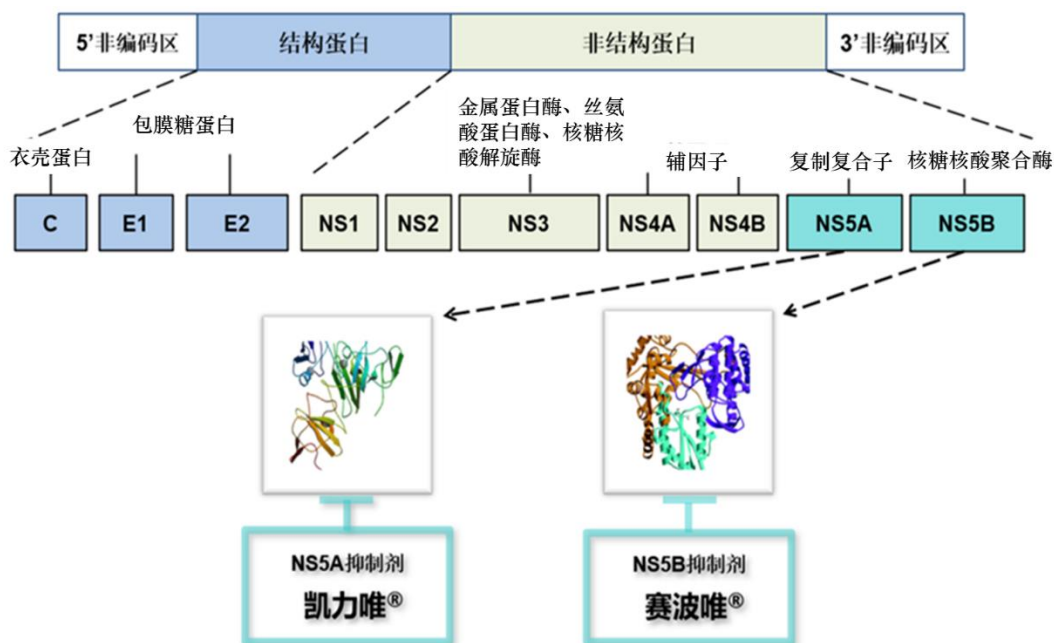 5’非编码区 结构蛋白 非结构蛋白 3’非编码区
金属蛋白酶、丝氨
酸蛋白酶、核糖核
酸解旋酶
包膜糖蛋白
衣壳蛋白 辅因子 复制复合子 核糖核酸聚合酶
C E1 E2 NS1 NS2 NS3 NS4A NS4B NS5A NS5B
NS5A抑制剂
凯力唯®
NS5B抑制剂
赛波唯®